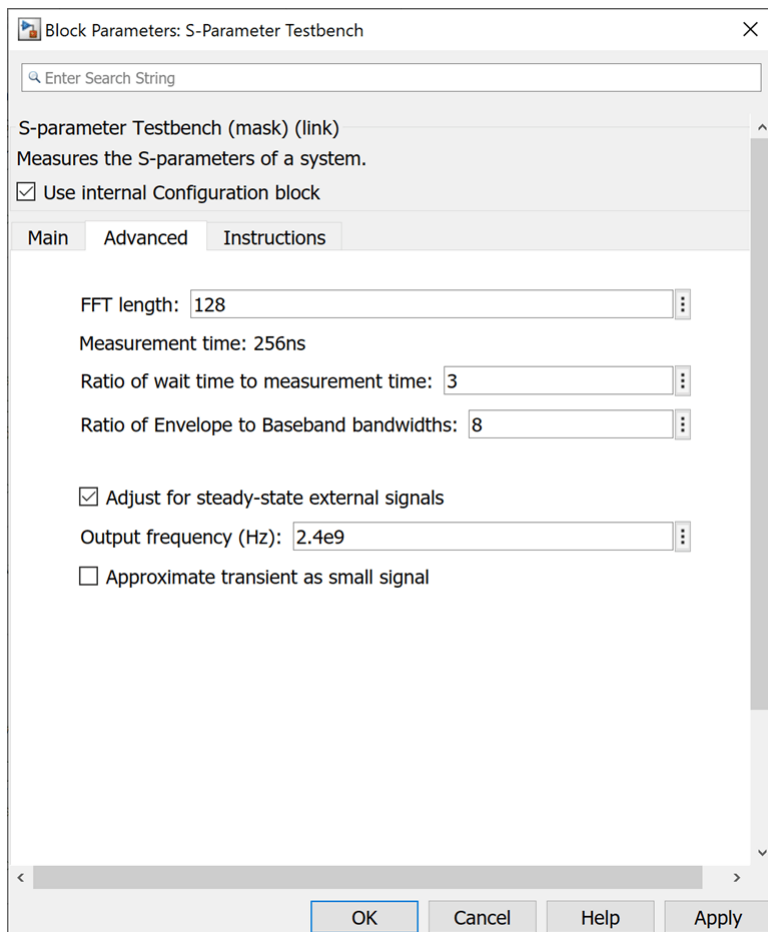 Block Parameters: S-Parameter Testbench
Enter Search String
S-parameter Testbench (mask) (link)
Measures the S-parameters of a system.
Use internal Configuration block
Main Advanced Instructions
FFT length: 128
Measurement time: 256ns
Ratio of wait time to measurement time: 3
Ratio of Envelope to Baseband bandwidths: 8
Adjust for steady-state external signals
Output frequency (Hz): 2.4e9
Approximate transient as small signal
OK Cancel Help Apply